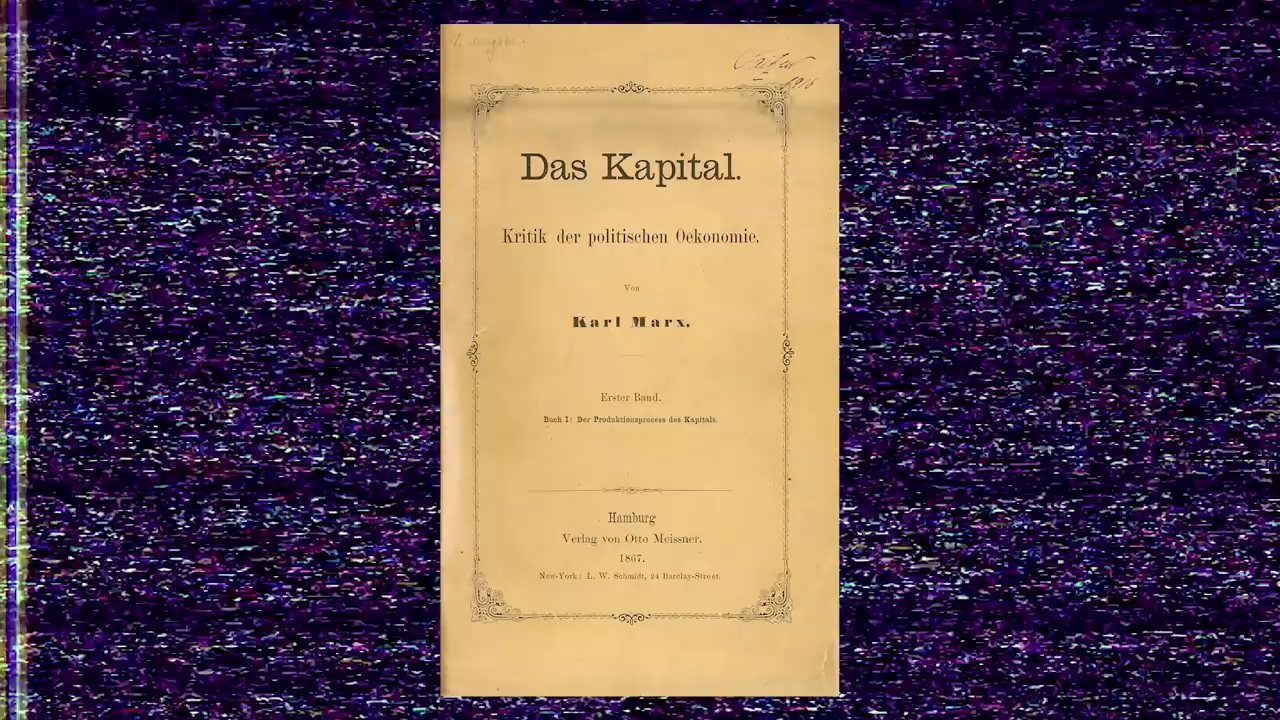 Das Kapital.
Kritik der politischen Oekonomie.
Von
Karl Marx.
Erster Band.
Buch I: Der Produktionsprocess des Kapitals.
Hamburg
Verlag von Otto Meissner.
1867.
New-York: L. W. Schmidt, 24 Barclay-Street.